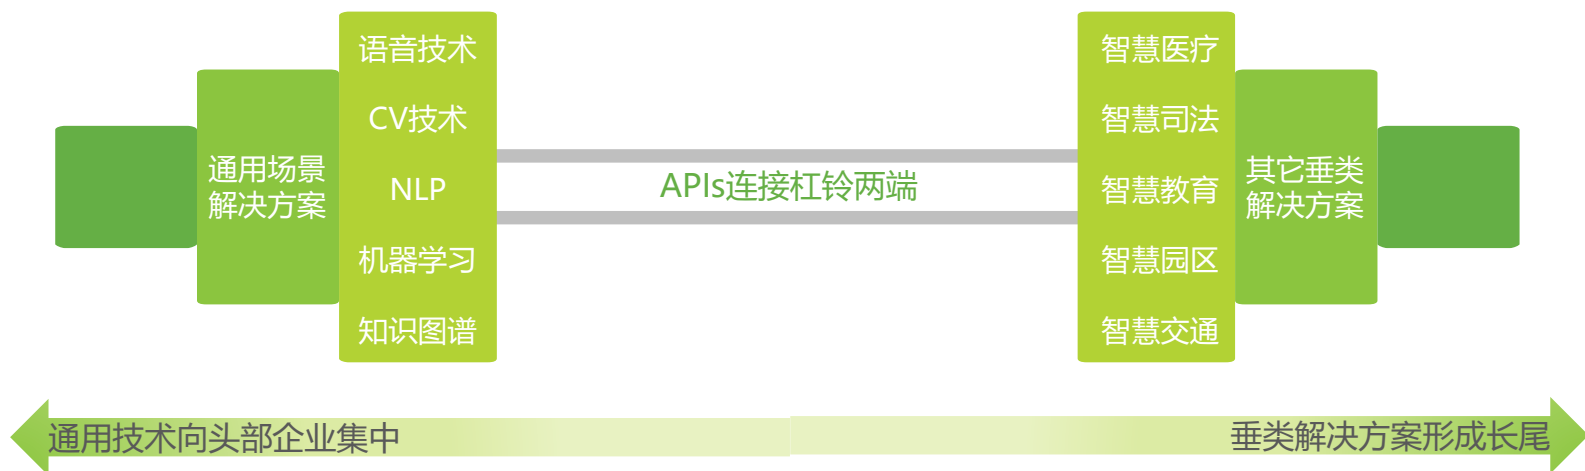 通用场景
解决方案
语音技术
CV技术
NLP
机器学习
知识图谱
APIs连接杠铃两端
智慧医疗
智慧司法
智慧教育
智慧园区
智慧交通
其它垂类
解决方案
通用技术向头部企业集中
垂类解决方案形成长尾